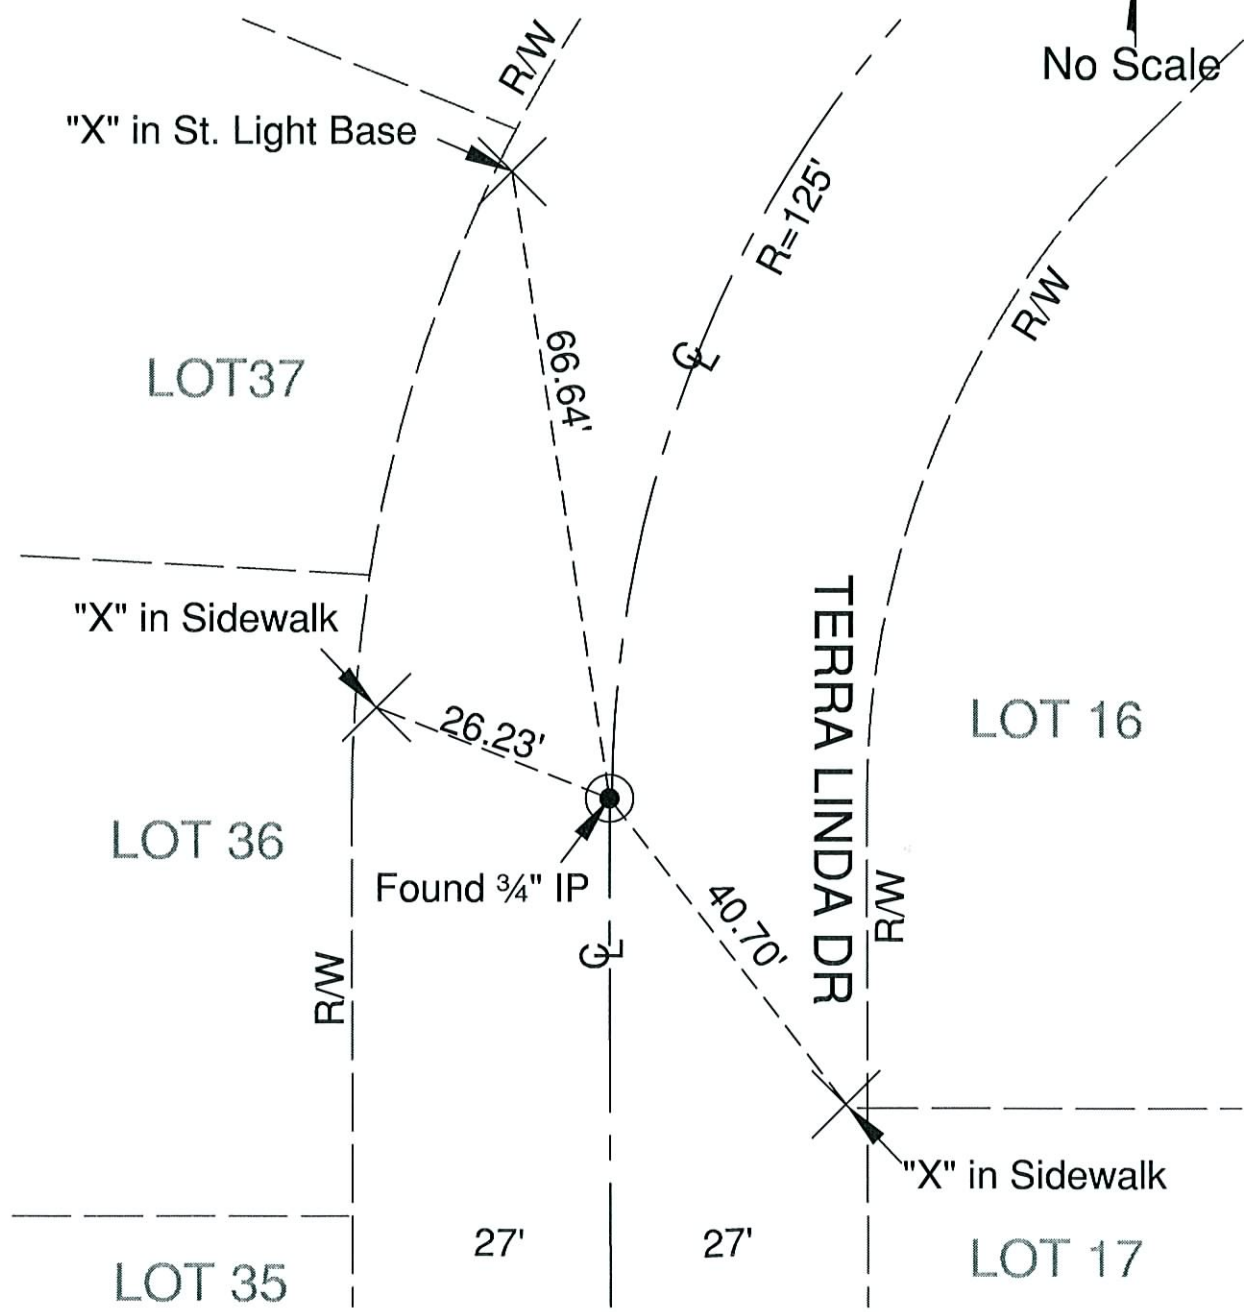 R/W
No Scale
"X" in St. Light Base
R=125'
R/W
66.64'
℄
LOT37
"X" in Sidewalk
TERRA LINDA DR
LOT 16
26.23'
LOT 36
Found ¾" IP
40.70'
R/W
℄
R/W
"X" in Sidewalk
27'
27'
LOT 17
LOT 35